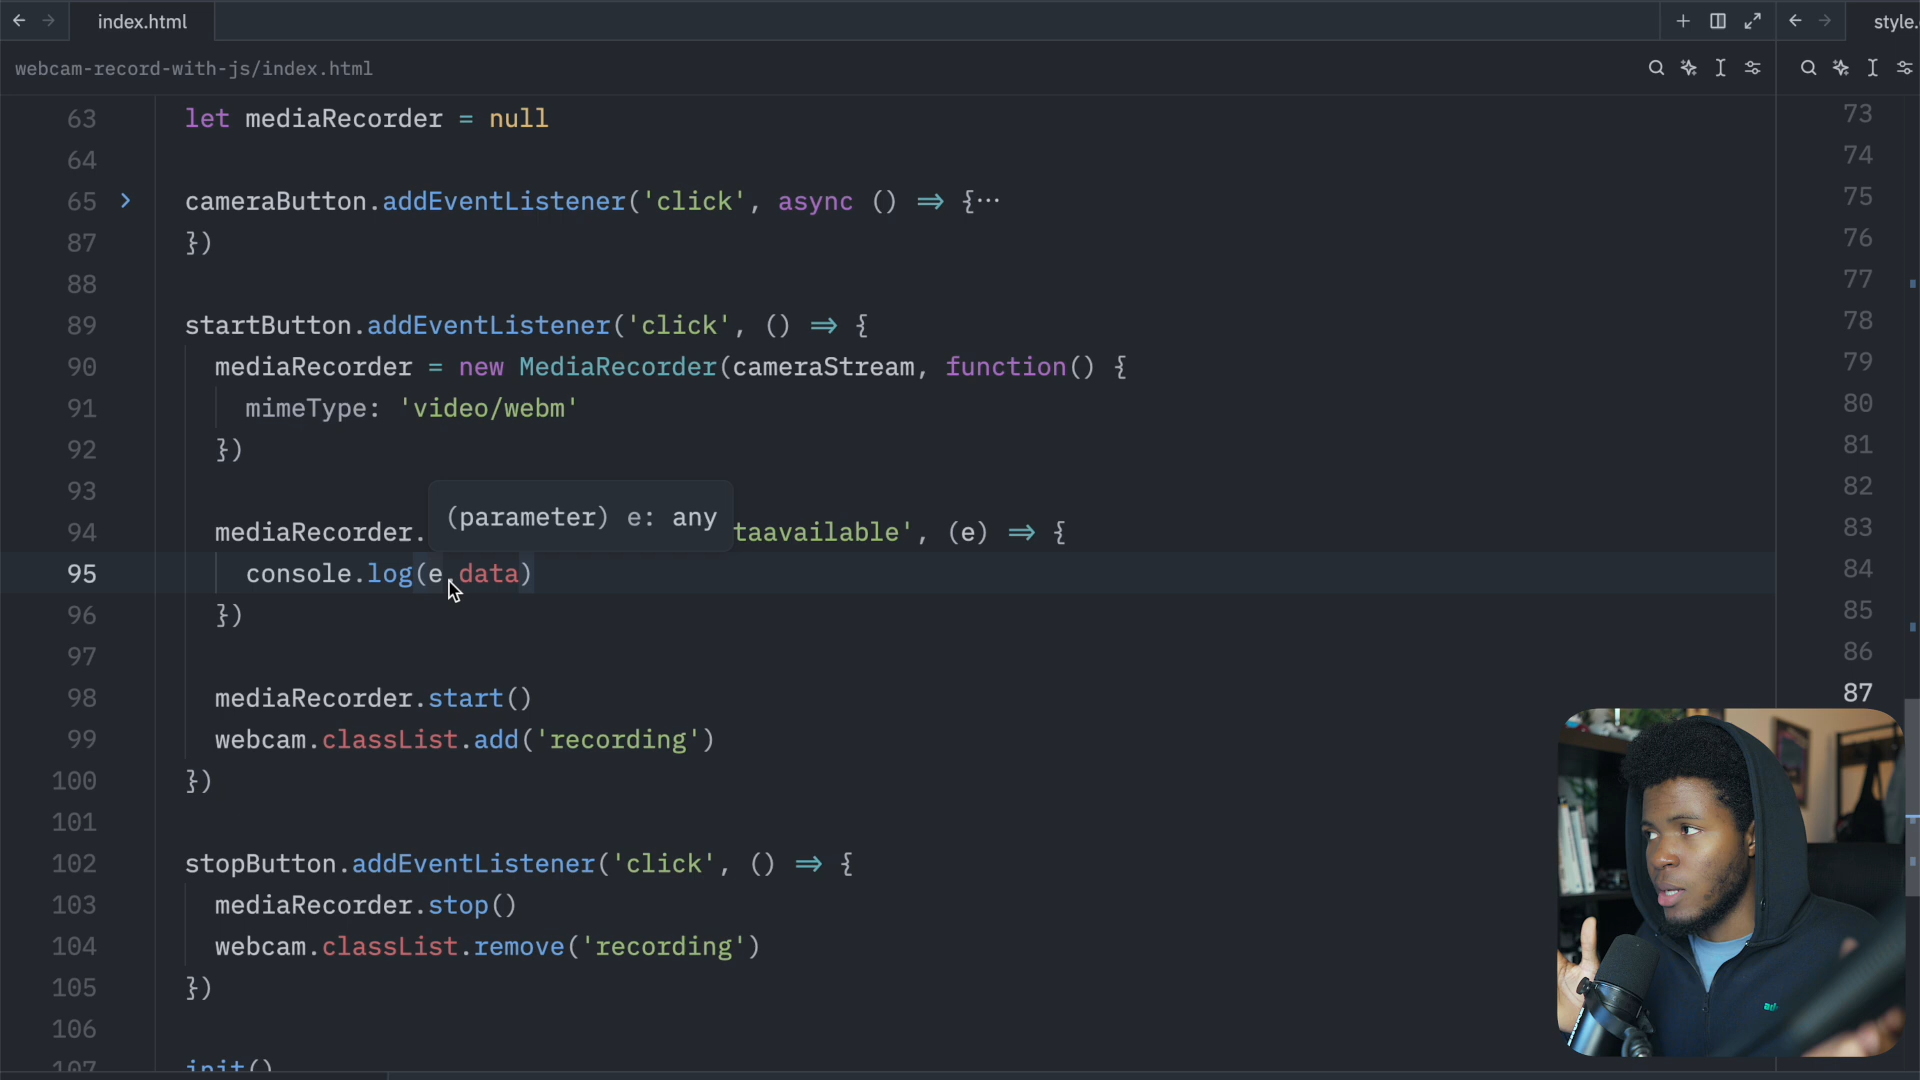 index.html
style.
webcam-record-with-js/index.html
63 let mediaRecorder = null
64
65 cameraButton.addEventListener('click', async () => {···
87 })
88
89 startButton.addEventListener('click', () => {
90 mediaRecorder = new MediaRecorder(cameraStream, function() {
91 mimeType: 'video/webm'
92 })
93
(parameter) e: any
94 mediaRecorder. taavailable', (e) => {
95 console.log(e.data)
96 })
97
98 mediaRecorder.start()
99 webcam.classList.add('recording')
100 })
101
102 stopButton.addEventListener('click', () => {
103 mediaRecorder.stop()
104 webcam.classList.remove('recording')
105 })
106
107 init()
73
74
75
76
77
78
79
80
81
82
83
84
85
86
87